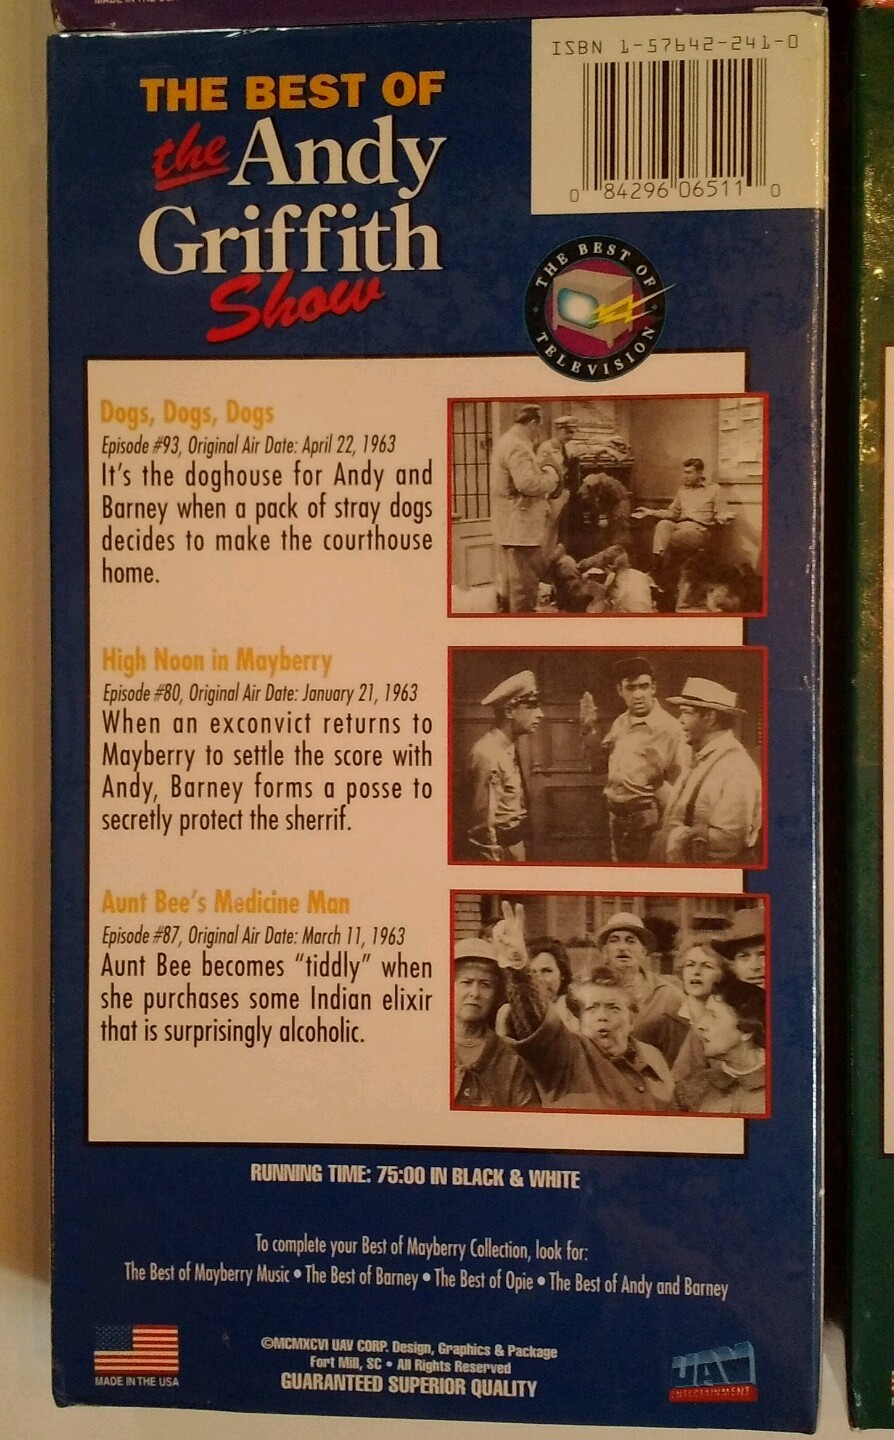 MADE IN THE USA
ISBN 1-57642-241-0
0 84296 06511 0
THE BEST OF
the Andy
Griffith
Show
THE BEST OF
TELEVISION
Dogs, Dogs, Dogs
Episode #93, Original Air Date: April 22, 1963
It's the doghouse for Andy and
Barney when a pack of stray dogs
decides to make the courthouse
home.
High Noon in Mayberry
Episode #80, Original Air Date: January 21, 1963
When an exconvict returns to
Mayberry to settle the score with
Andy, Barney forms a posse to
secretly protect the sherrif.
Aunt Bee's Medicine Man
Episode #87, Original Air Date: March 11, 1963
Aunt Bee becomes "tiddly" when
she purchases some Indian elixir
that is surprisingly alcoholic.
RUNNING TIME: 75:00 IN BLACK & WHITE
To complete your Best of Mayberry Collection, look for:
The Best of Mayberry Music • The Best of Barney • The Best of Opie • The Best of Andy and Barney
MADE IN THE USA
©MCMXCVI UAV CORP. Design, Graphics & Package
Fort Mill, SC • All Rights Reserved
GUARANTEED SUPERIOR QUALITY
UAV
ENTERTAINMENT